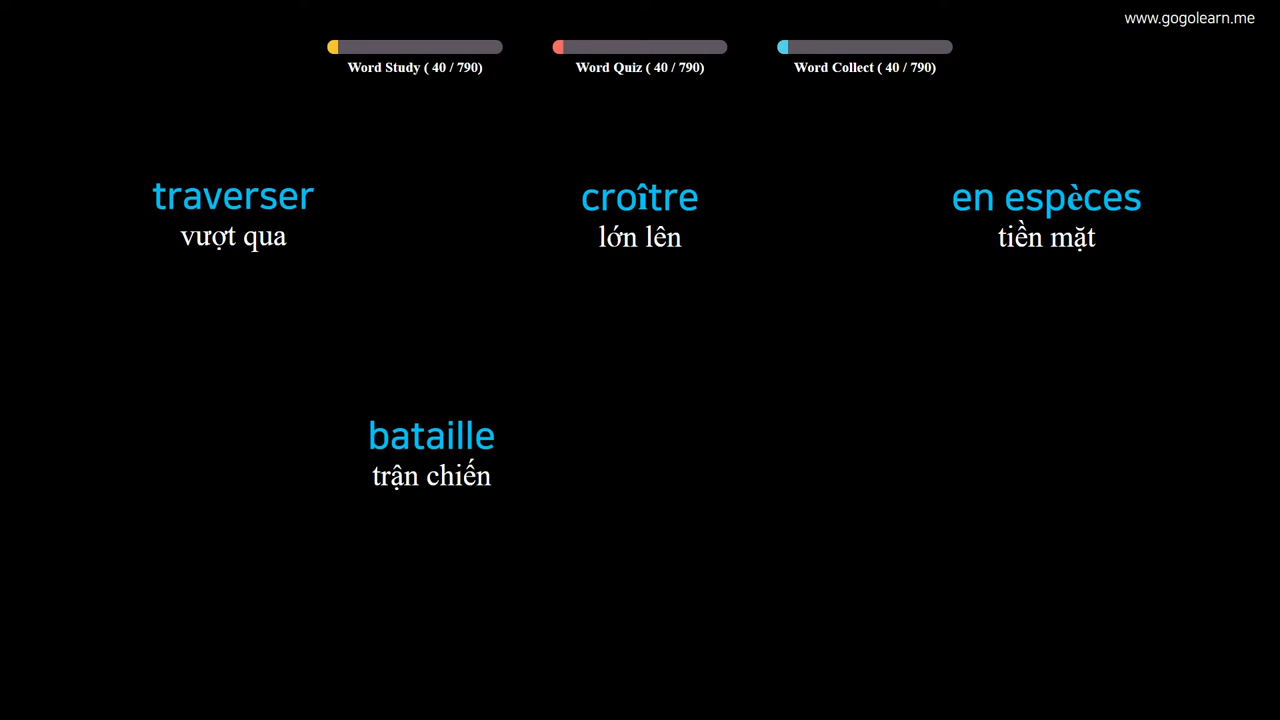 www.gogolearn.me
Word Study ( 40 / 790)
Word Quiz ( 40 / 790)
Word Collect ( 40 / 790)
traverser
vượt qua
croître
lớn lên
en espèces
tiền mặt
bataille
trận chiến